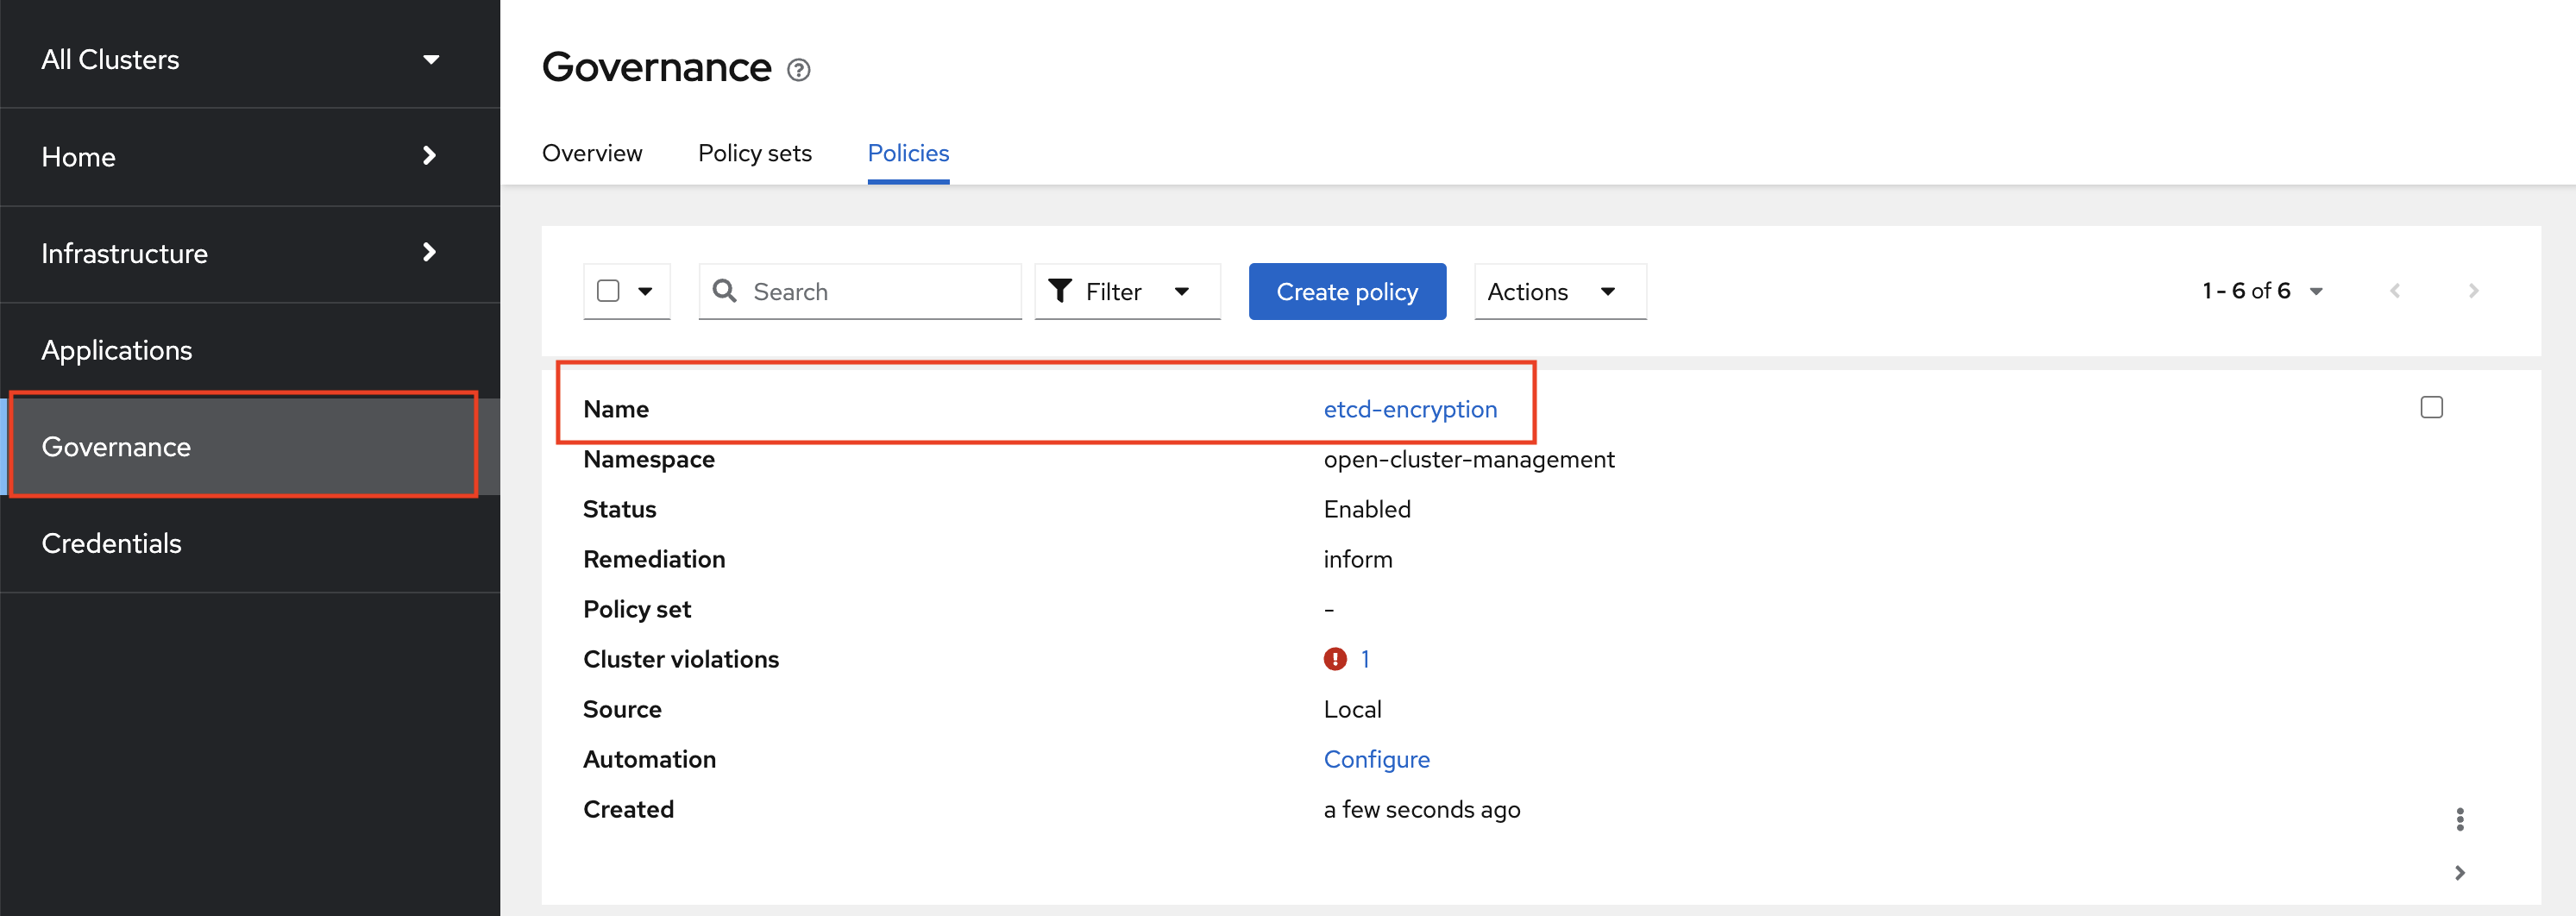 All Clusters
Home
Infrastructure
Applications
Governance
Credentials
Governance
Overview Policy sets Policies
Search Filter Create policy Actions 1 - 6 of 6
Name etcd-encryption
Namespace open-cluster-management
Status Enabled
Remediation inform
Policy set -
Cluster violations 1
Source Local
Automation Configure
Created a few seconds ago